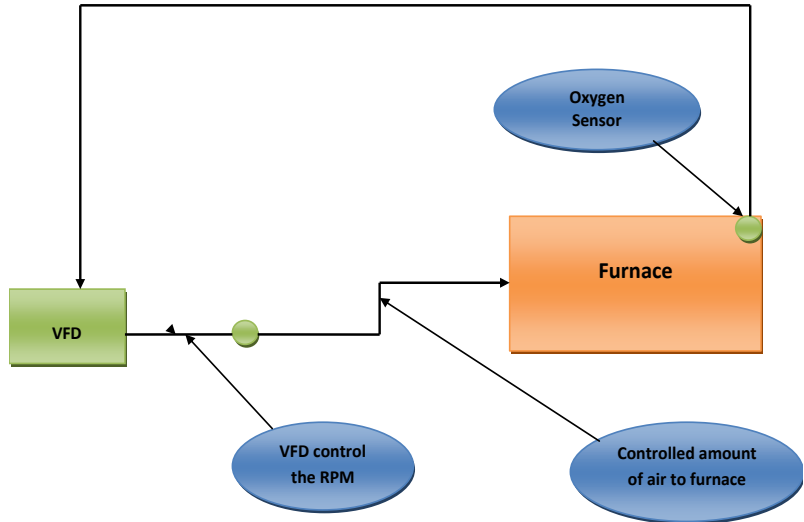 Oxygen
Sensor
Furnace
VFD
VFD control
the RPM
Controlled amount
of air to furnace